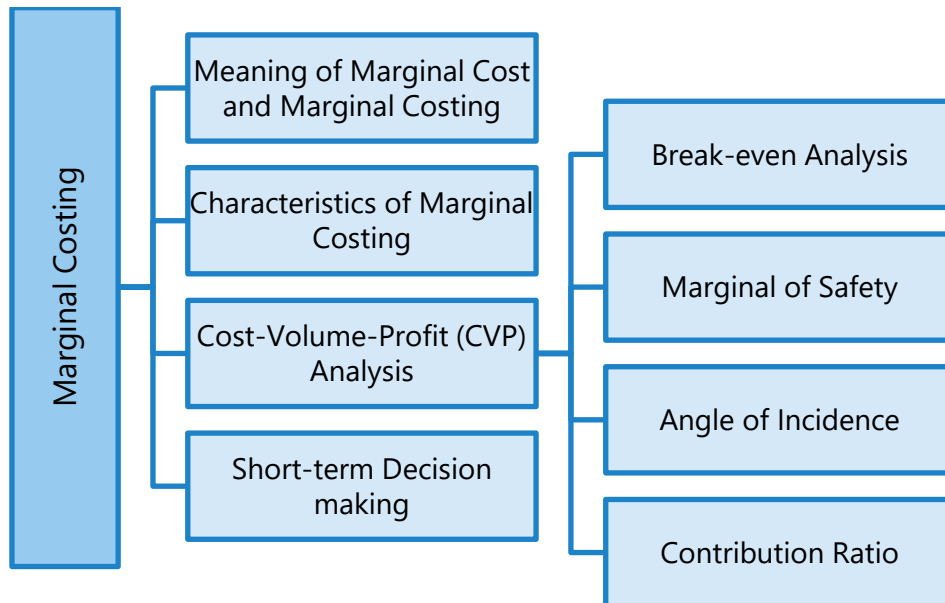 Marginal Costing
Meaning of Marginal Cost
and Marginal Costing
Characteristics of Marginal
Costing
Cost-Volume-Profit (CVP)
Analysis
Short-term Decision
making
Break-even Analysis
Marginal of Safety
Angle of Incidence
Contribution Ratio